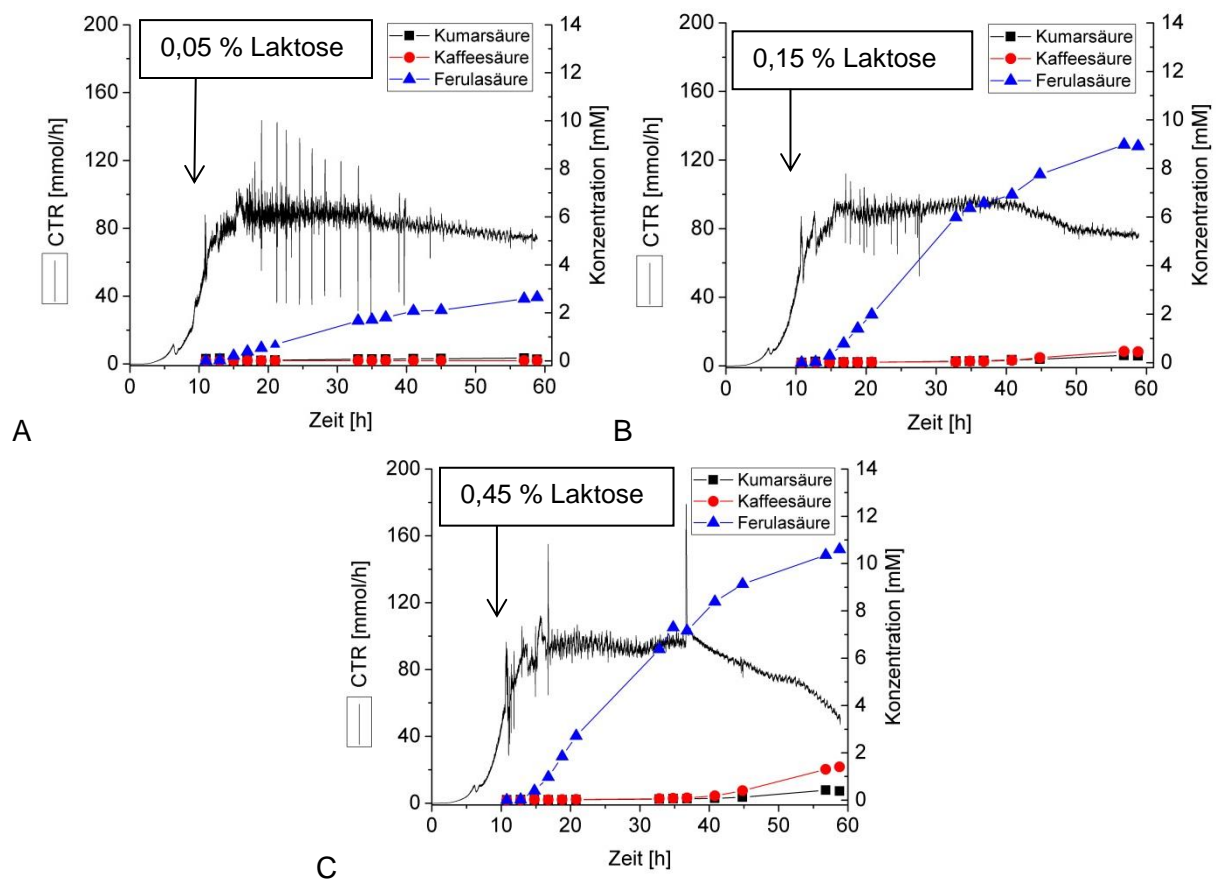 0,05 % Laktose
Kumarsäure
Kaffeesäure
Ferulasäure
CTR [mmol/h]
200
160
120
80
40
0
14
12
10
8
6
4
2
0
Konzentration [mM]
0 10 20 30 40 50 60
Zeit [h]
A
0,15 % Laktose
Kumarsäure
Kaffeesäure
Ferulasäure
CTR [mmol/h]
200
160
120
80
40
0
14
12
10
8
6
4
2
0
Konzentration [mM]
0 10 20 30 40 50 60
Zeit [h]
B
0,45 % Laktose
Kumarsäure
Kaffeesäure
Ferulasäure
CTR [mmol/h]
200
160
120
80
40
0
14
12
10
8
6
4
2
0
Konzentration [mM]
0 10 20 30 40 50 60
Zeit [h]
C